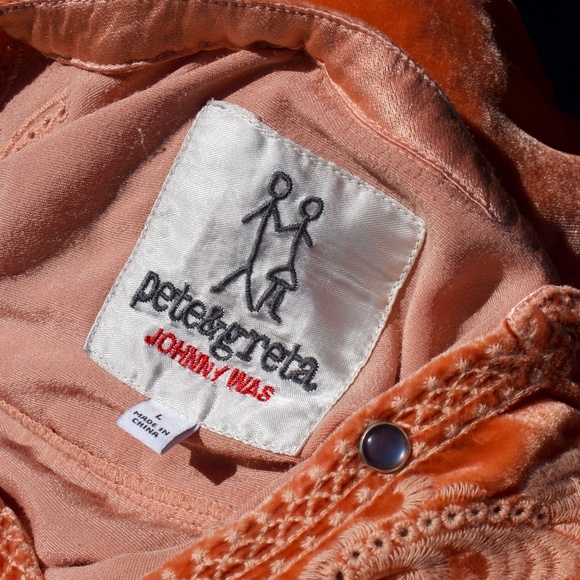 pete&greta.
JOHNNY WAS
L
MADE IN
CHINA